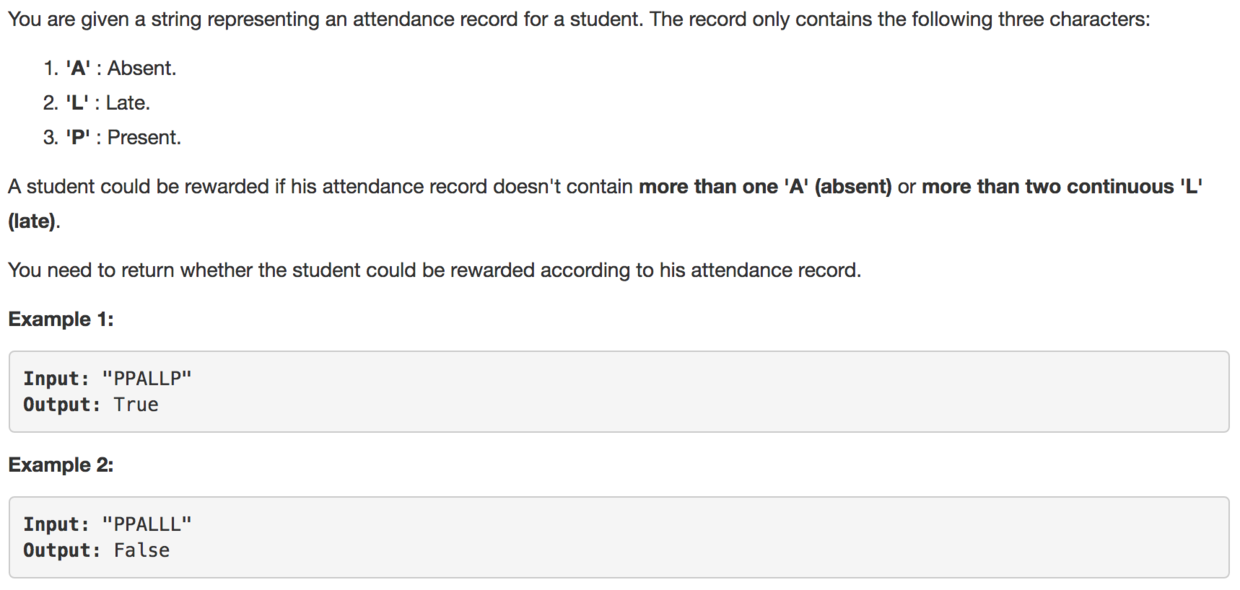 You are given a string representing an attendance record for a student. The record only contains the following three characters:
1. 'A' : Absent.
2. 'L' : Late.
3. 'P' : Present.
A student could be rewarded if his attendance record doesn't contain more than one 'A' (absent) or more than two continuous 'L'
(late).
You need to return whether the student could be rewarded according to his attendance record.
Example 1:
Input: "PPALLP"
Output: True
Example 2:
Input: "PPALLL"
Output: False